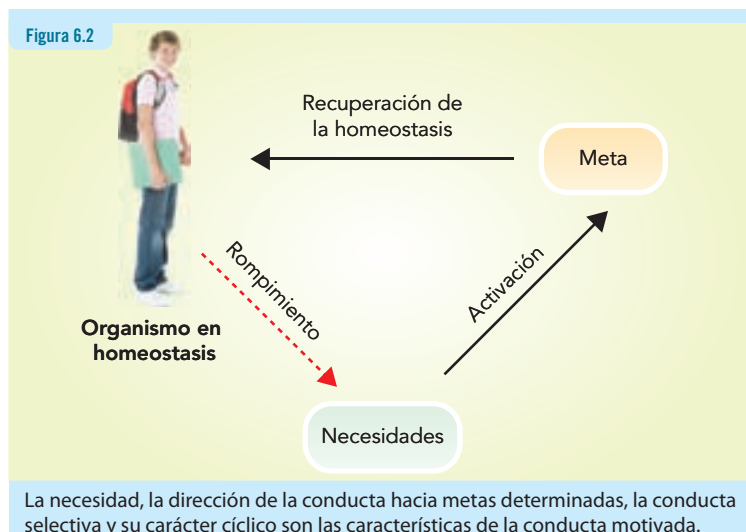 Figura 6.2
Recuperación de
la homeostasis
Meta
Rompimiento
Activación
Organismo en
homeostasis
Necesidades
La necesidad, la dirección de la conducta hacia metas determinadas, la conducta
selectiva y su carácter cíclico son las características de la conducta motivada.